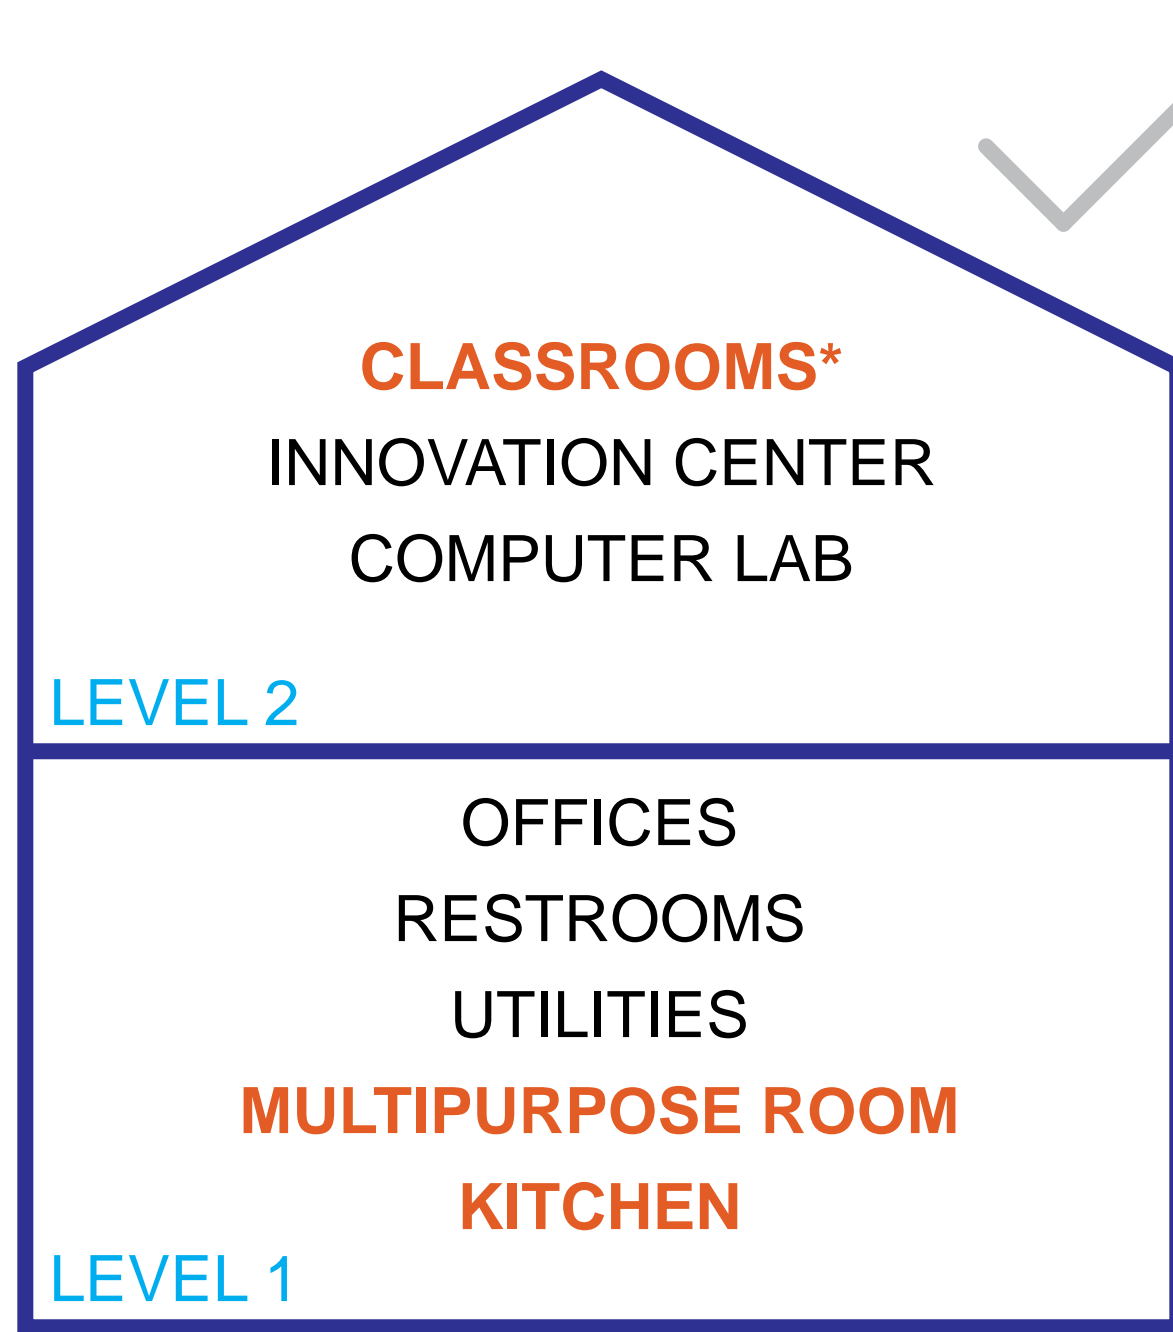 CLASSROOMS*
INNOVATION CENTER
COMPUTER LAB
LEVEL 2
OFFICES
RESTROOMS
UTILITIES
MULTIPURPOSE ROOM
KITCHEN
LEVEL 1